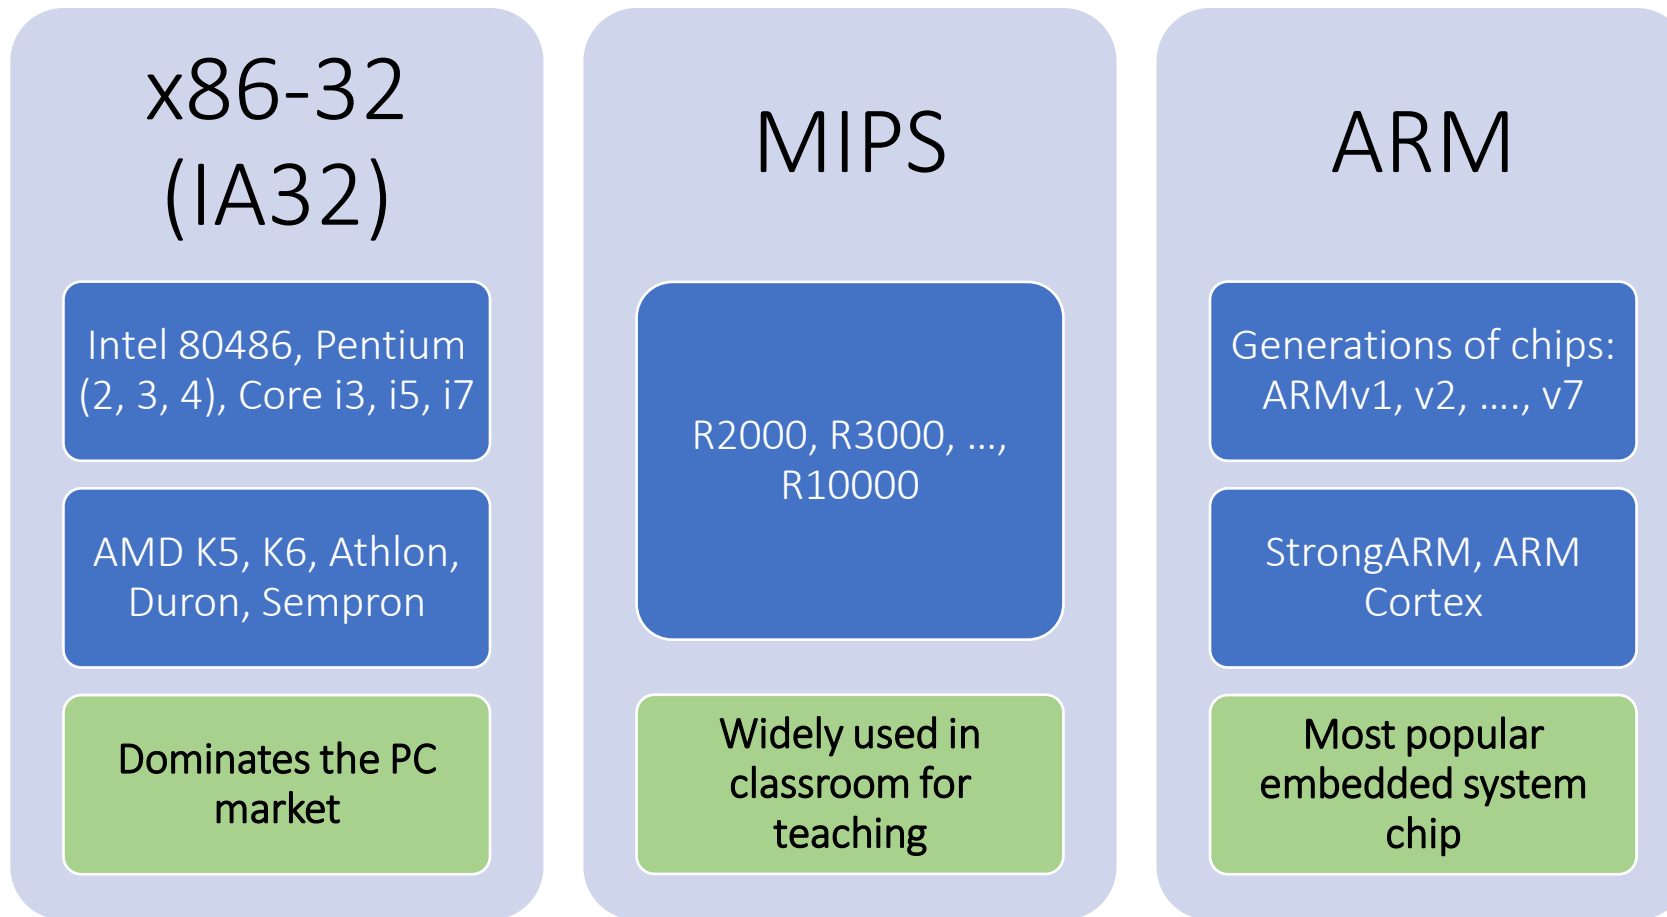 x86-32
(IA32)
Intel 80486, Pentium
(2, 3, 4), Core i3, i5, i7
AMD K5, K6, Athlon,
Duron, Sempron
Dominates the PC
market
MIPS
R2000, R3000, …,
R10000
Widely used in
classroom for
teaching
ARM
Generations of chips:
ARMv1, v2, …., v7
StrongARM, ARM
Cortex
Most popular
embedded system
chip